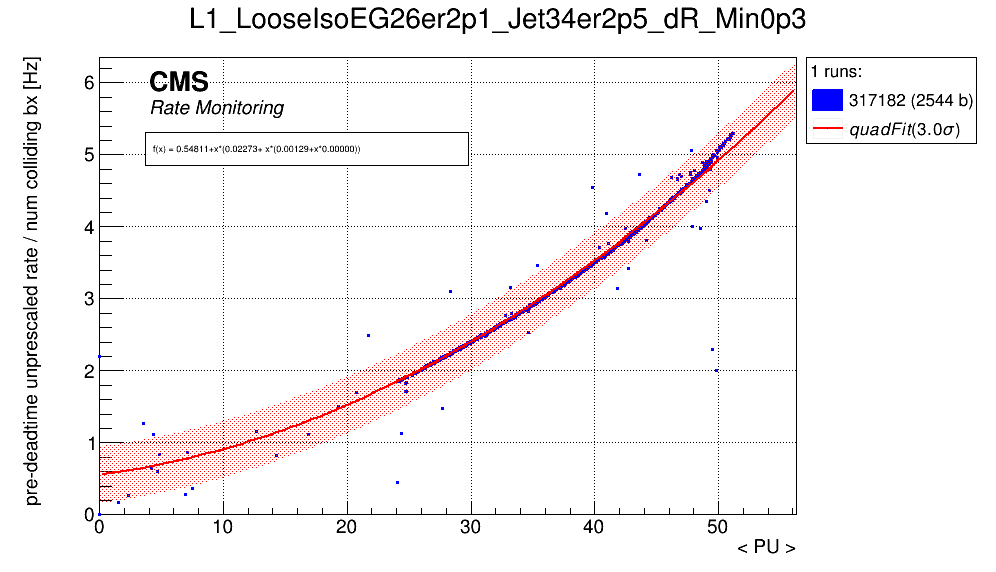 L1_LooseIsoEG26er2p1_Jet34er2p5_dR_Min0p3
pre-deadtime unprescaled rate / num colliding bx [Hz]
CMS
Rate Monitoring
f(x) = 0.54811+x*(0.02273+ x*(0.00129+x*0.00000))
1 runs:
317182 (2544 b)
quadFit(3.0σ)
6
5
4
3
2
1
0
0 10 20 30 40 50
< PU >